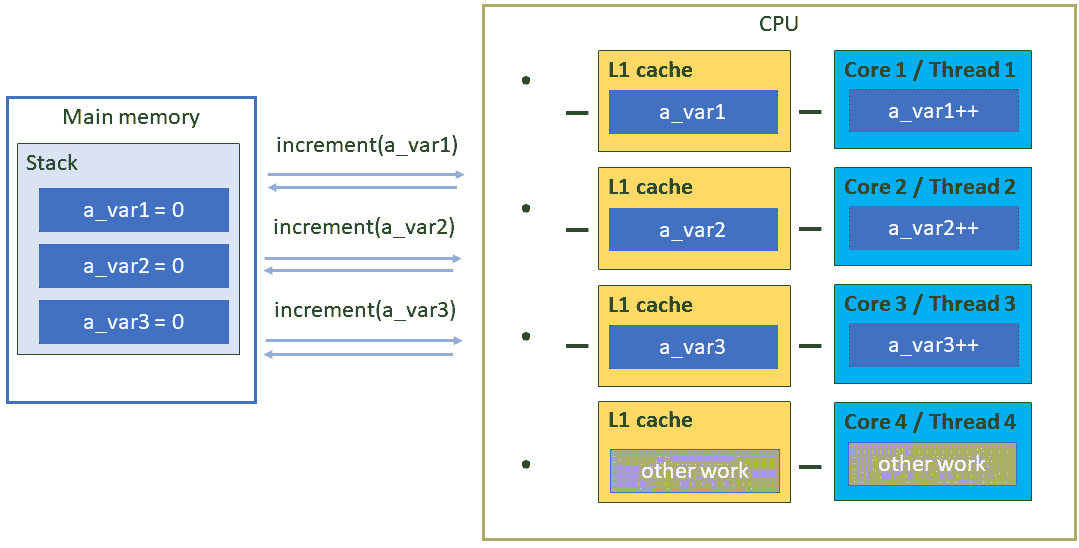 Main memory
Stack
a_var1 = 0
a_var2 = 0
a_var3 = 0
increment(a_var1)
increment(a_var2)
increment(a_var3)
CPU
L1 cache
a_var1
Core 1 / Thread 1
a_var1++
L1 cache
a_var2
Core 2 / Thread 2
a_var2++
L1 cache
a_var3
Core 3 / Thread 3
a_var3++
L1 cache
other work
Core 4 / Thread 4
other work